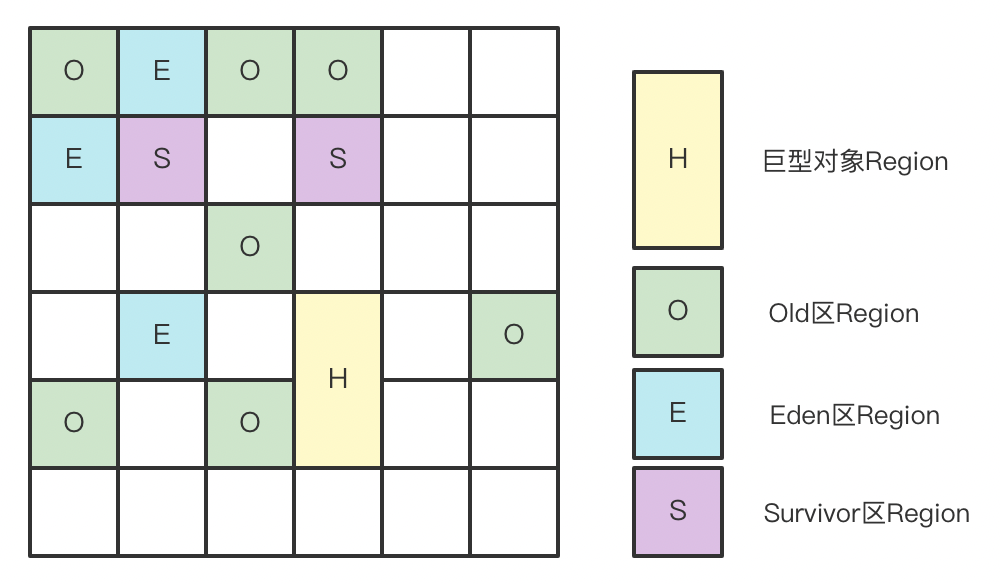 O E O O
E S S
O
E O
H
O O
H 巨型对象Region
O Old区Region
E Eden区Region
S Survivor区Region